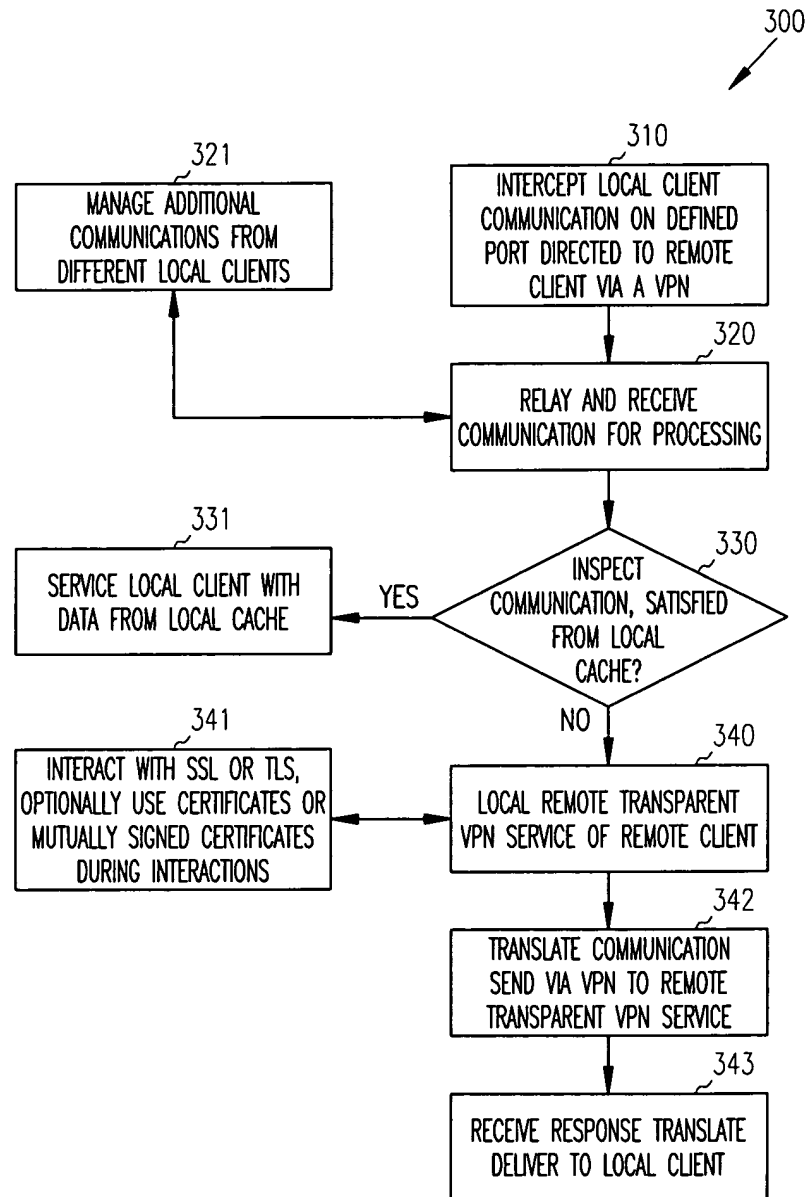 300
310
INTERCEPT LOCAL CLIENT
COMMUNICATION ON DEFINED
PORT DIRECTED TO REMOTE
CLIENT VIA A VPN
321
MANAGE ADDITIONAL
COMMUNICATIONS FROM
DIFFERENT LOCAL CLIENTS
320
RELAY AND RECEIVE
COMMUNICATION FOR PROCESSING
330
INSPECT
COMMUNICATION, SATISFIED
FROM LOCAL
CACHE?
YES
331
SERVICE LOCAL CLIENT WITH
DATA FROM LOCAL CACHE
NO
340
LOCAL REMOTE TRANSPARENT
VPN SERVICE OF REMOTE CLIENT
341
INTERACT WITH SSL OR TLS,
OPTIONALLY USE CERTIFICATES OR
MUTUALLY SIGNED CERTIFICATES
DURING INTERACTIONS
342
TRANSLATE COMMUNICATION
SEND VIA VPN TO REMOTE
TRANSPARENT VPN SERVICE
343
RECEIVE RESPONSE TRANSLATE
DELIVER TO LOCAL CLIENT